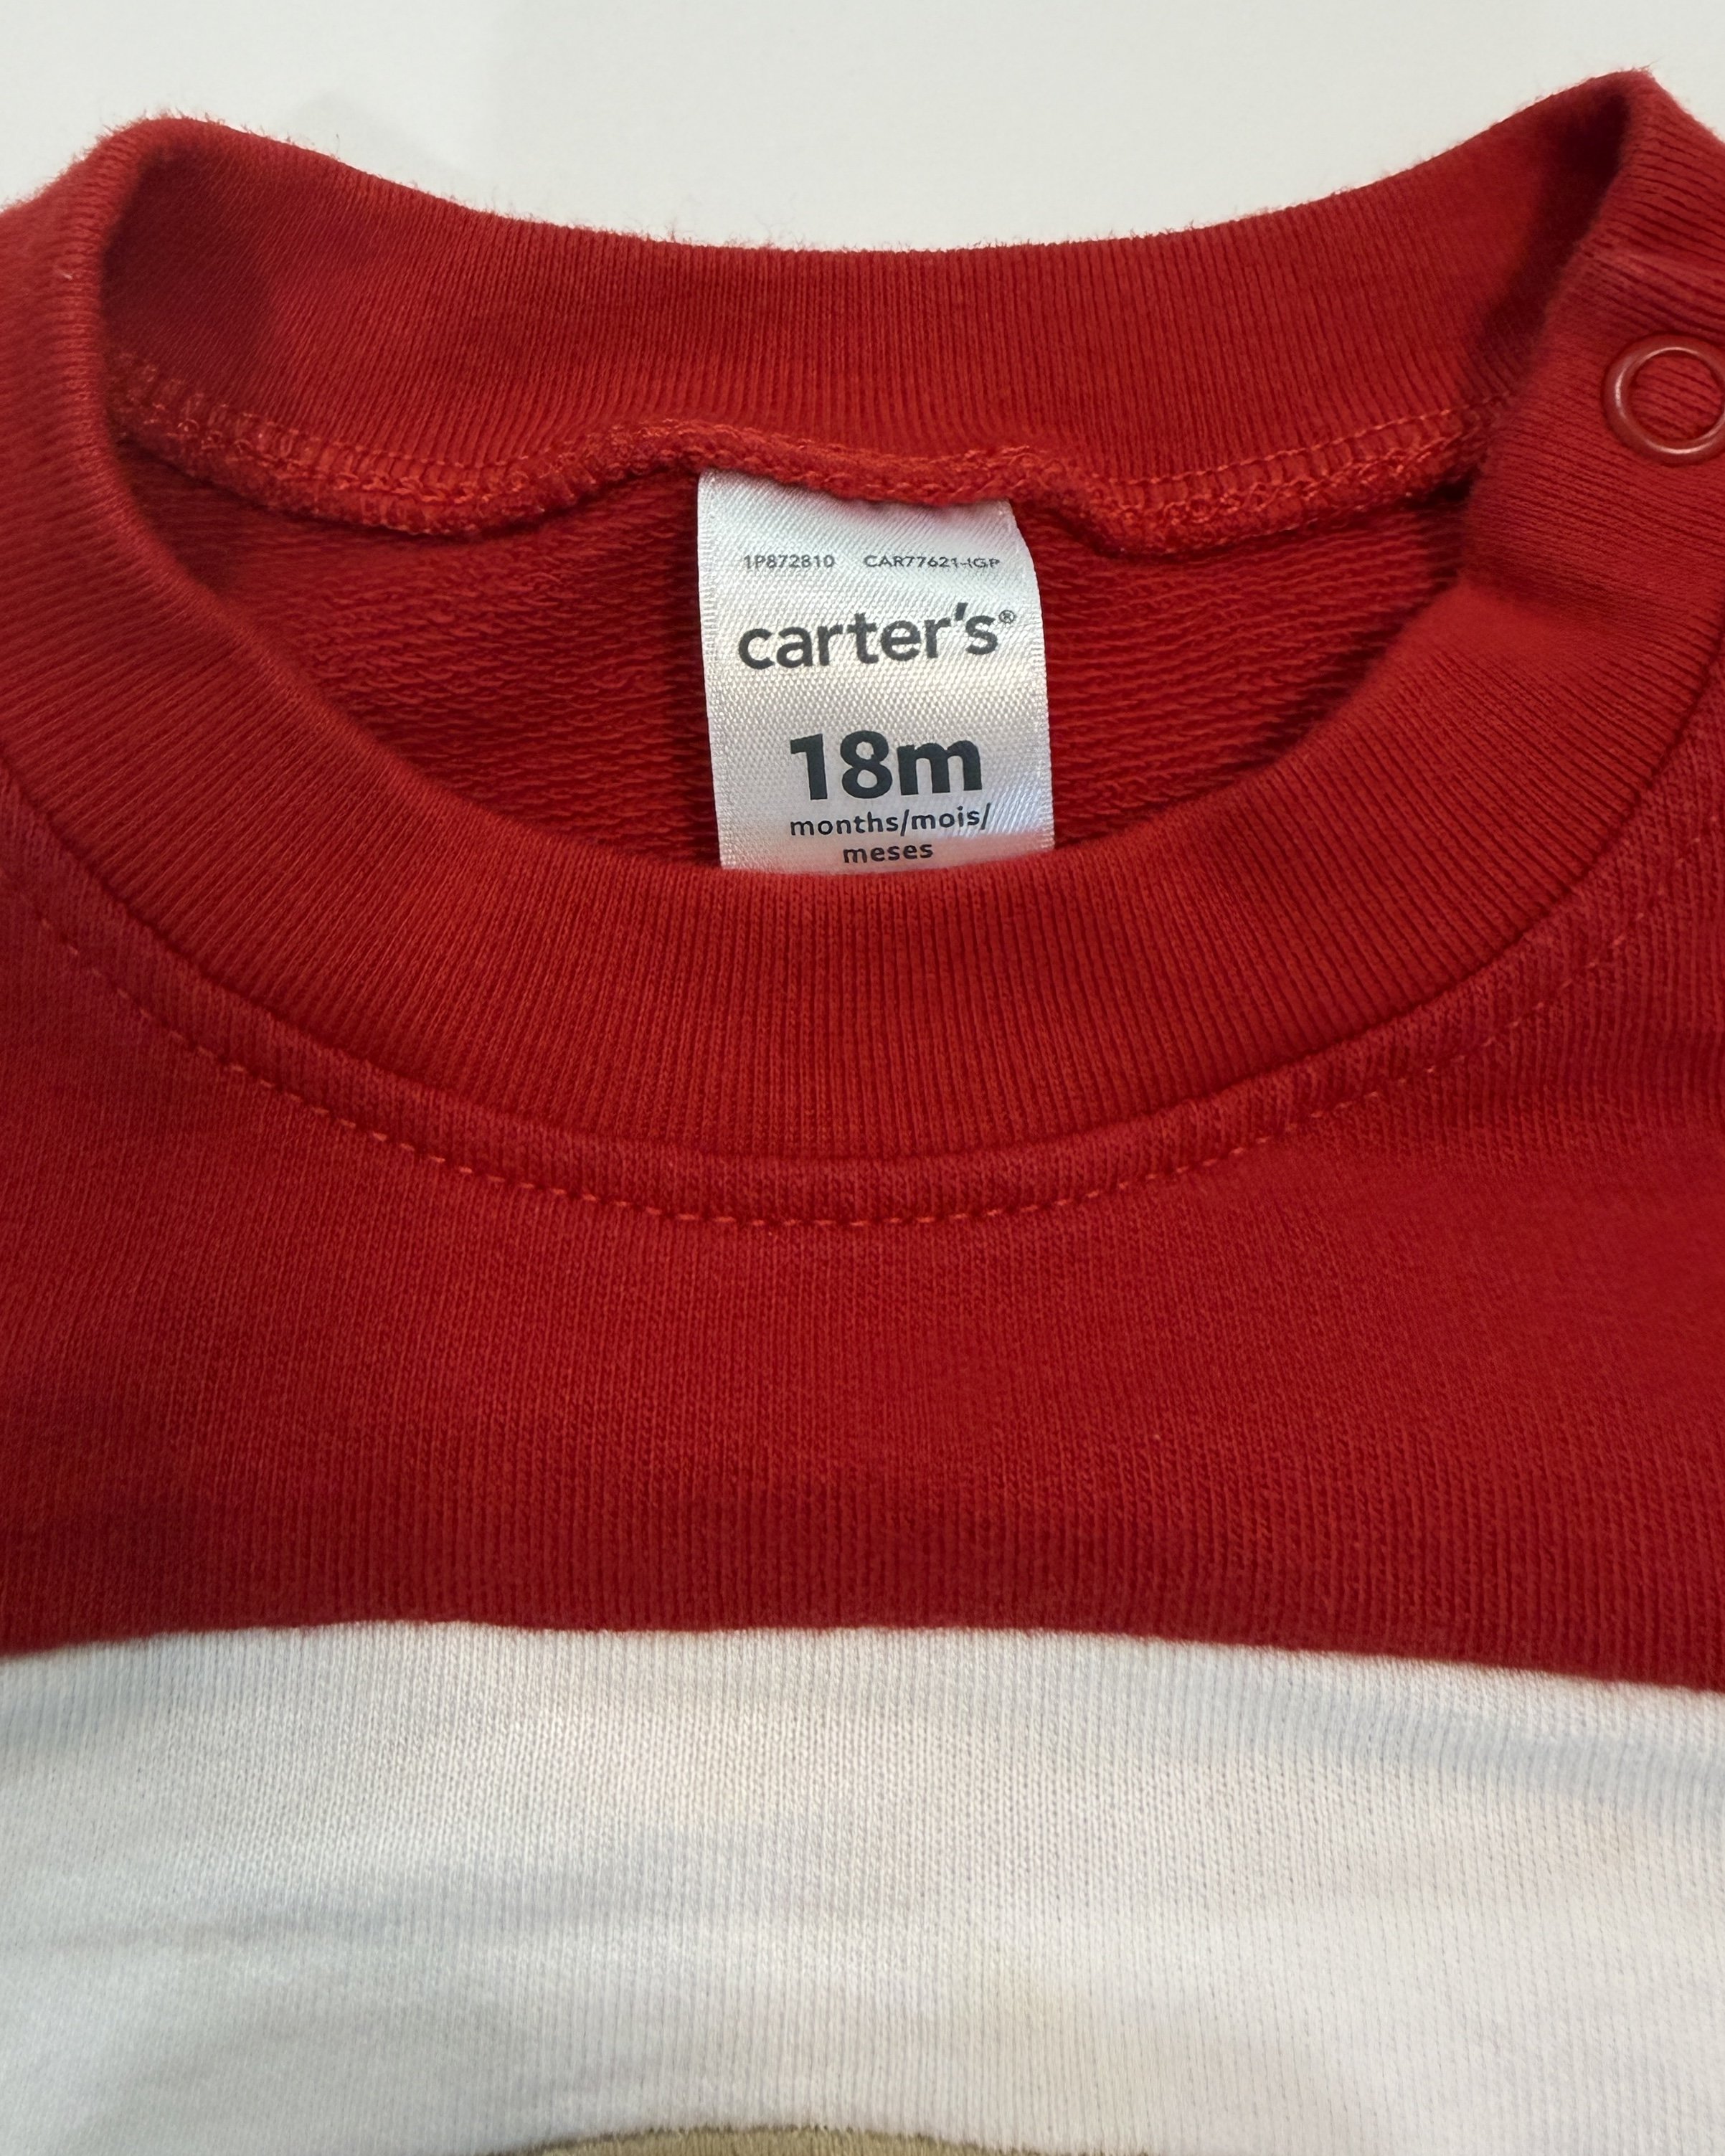 1P872810 CAR77621-IGP
carter's®
18m
months/mois/
meses